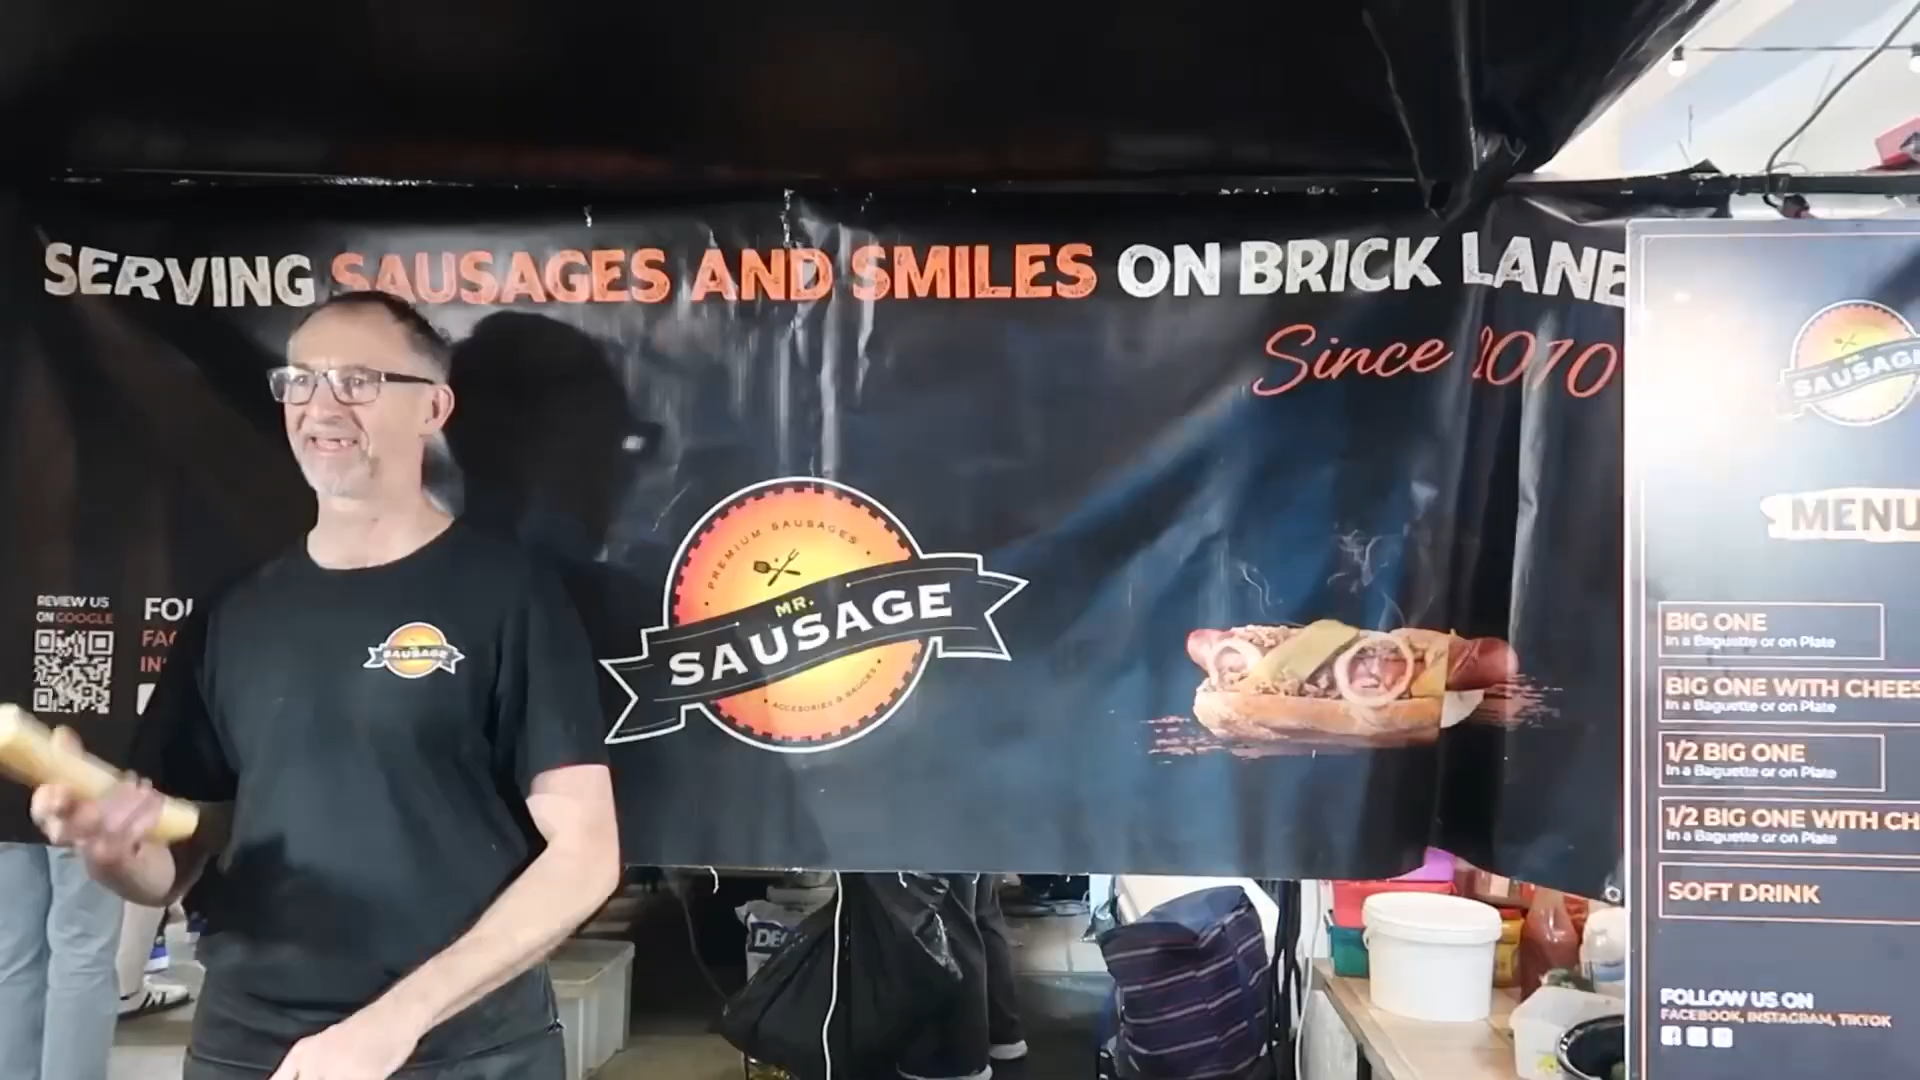 SERVING SAUSAGES AND SMILES ON BRICK LANE
Since 2010
PREMIUM SAUSAGES
MR.
SAUSAGE
ACCESORIES & SAUCES
REVIEW US
ON GOOGLE
SAUSAGE
MR.
SAUSAGE
MENU
BIG ONE
In a Baguette or on Plate
BIG ONE WITH CHEES
In a Baguette or on Plate
1/2 BIG ONE
In a Baguette or on Plate
1/2 BIG ONE WITH CH
In a Baguette or on Plate
SOFT DRINK
FOLLOW US ON
FACEBOOK, INSTAGRAM, TIKTOK